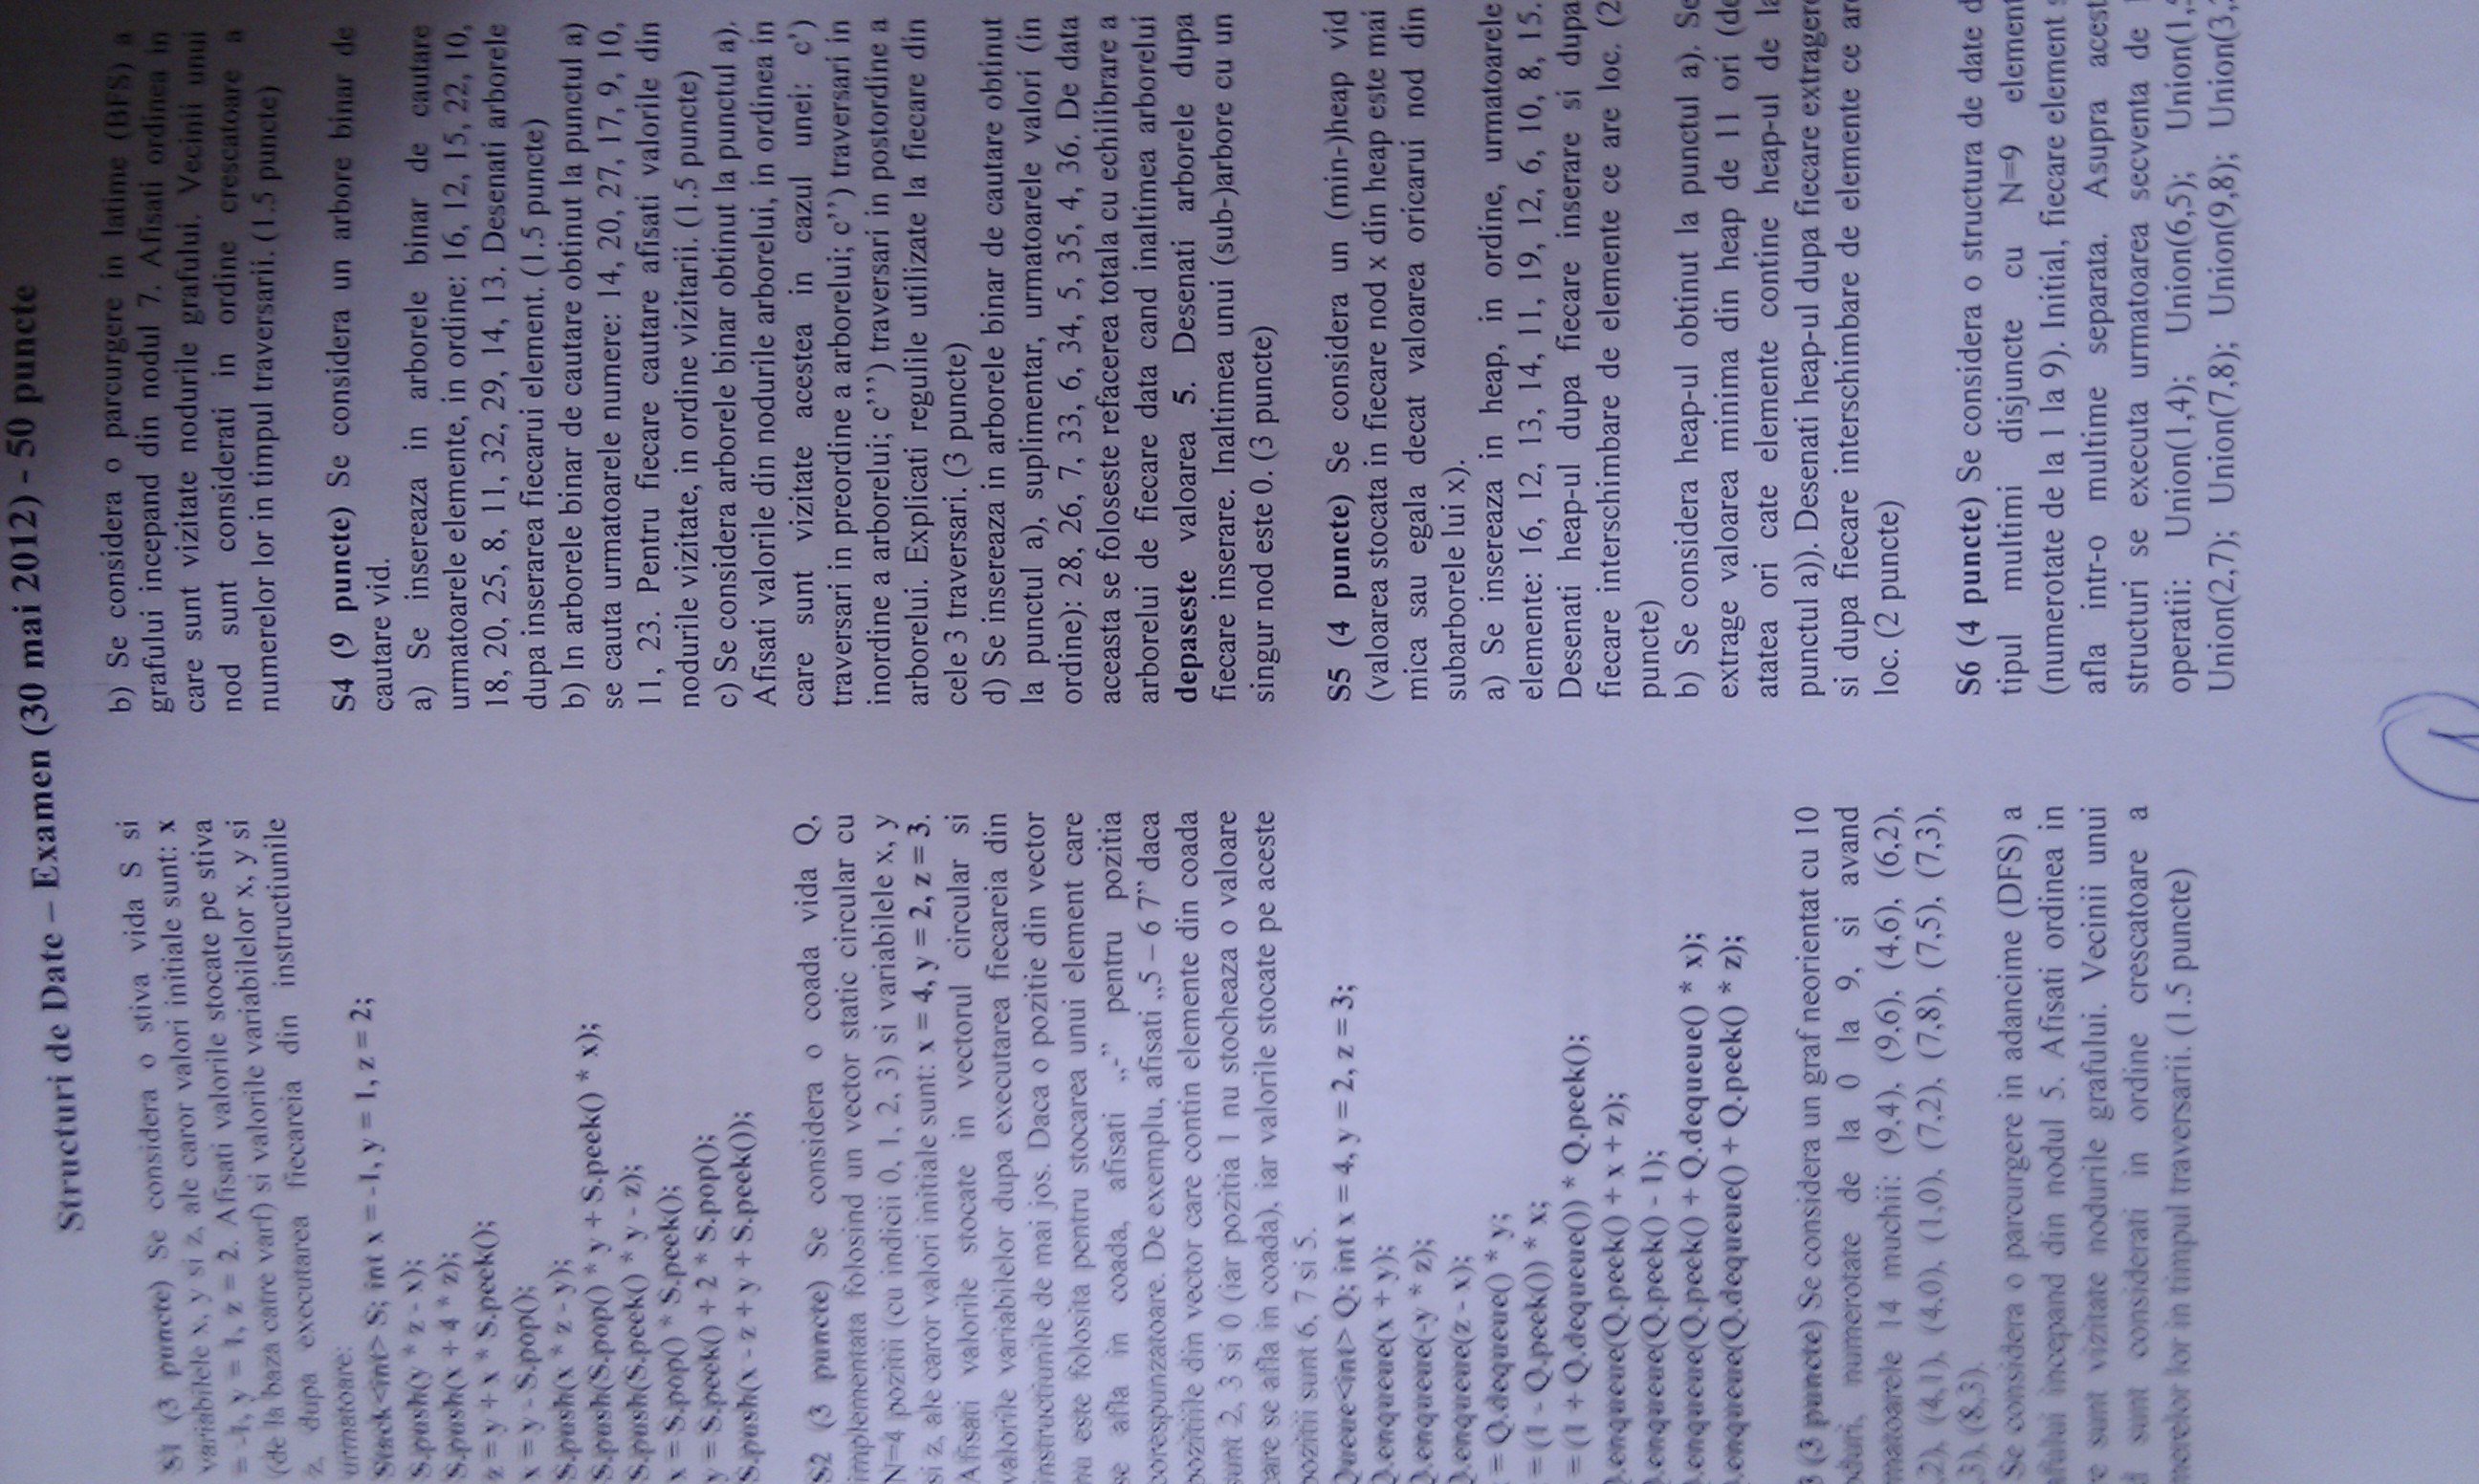 Structuri de Date – Examen (30 mai 2012) - 50 puncte
S1 (3 puncte) Se considera o stiva vida S si
variabilele x, y si z, ale caror valori initiale sunt: x
= -1, y = 1, z = 2. Afisati valorile stocate pe stiva
(de la baza catre varf) si valorile variabilelor x, y si
z, dupa executarea fiecareia din instructiunile
urmatoare:
Stack<int> S; int x = -1, y = 1, z = 2;
S.push(y * z - x);
S.push(x + 4 * z);
z = y + x * S.peek();
x = y - S.pop();
S.push(x * z - y);
S.push(S.pop() * y + S.peek() * x);
S.push(S.peek() * y - z);
x = S.pop() * S.peek();
y = S.peek() + 2 * S.pop();
S.push(x - z + y + S.peek());
S2 (3 puncte) Se considera o coada vida Q,
implementata folosind un vector static circular cu
N=4 pozitii (cu indicii 0, 1, 2, 3) si variabilele x, y
si z, ale caror valori initiale sunt: x = 4, y = 2, z = 3.
Afisati valorile stocate in vectorul circular si
valorile variabilelor dupa executarea fiecareia din
instructiunile de mai jos. Daca o pozitie din vector
nu este folosita pentru stocarea unui element care
se afla in coada, afisati „-” pentru pozitia
corespunzatoare. De exemplu, afisati „5 – 6 7” daca
pozitiile din vector care contin elemente din coada
sunt 2, 3 si 0 (iar pozitia 1 nu stocheaza o valoare
care se afla in coada), iar valorile stocate pe aceste
pozitii sunt 6, 7 si 5.
Queue<int> Q; int x = 4, y = 2, z = 3;
Q.enqueue(x + y);
Q.enqueue(-y * z);
Q.enqueue(z - x);
= Q.dequeue() * y;
= (1 - Q.peek()) * x;
= (1 + Q.dequeue()) * Q.peek();
.enqueue(Q.peek() + x + z);
.enqueue(Q.peek() - 1);
.enqueue(Q.peek() + Q.dequeue() * x);
.enqueue(Q.dequeue() + Q.peek() * z);
(3 puncte) Se considera un graf neorientat cu 10
noduri, numerotate de la 0 la 9, si avand
urmatoarele 14 muchii: (9,4), (9,6), (4,6), (6,2),
,2), (4,1), (4,0), (1,0), (7,2), (7,8), (7,5), (7,3),
,3), (8,3).
Se considera o parcurgere in adancime (DFS) a
grafului incepand din nodul 5. Afisati ordinea in
care sunt vizitate nodurile grafului. Vecinii unui
nod sunt considerati in ordine crescatoare a
numerelor lor in timpul traversarii. (1.5 puncte)
b) Se considera o parcurgere in latime (BFS) a
grafului incepand din nodul 7. Afisati ordinea in
care sunt vizitate nodurile grafului. Vecinii unui
nod sunt considerati in ordine crescatoare a
numerelor lor in timpul traversarii. (1.5 puncte)
S4 (9 puncte) Se considera un arbore binar de
cautare vid.
a) Se insereaza in arborele binar de cautare
urmatoarele elemente, in ordine: 16, 12, 15, 22, 10,
18, 20, 25, 8, 11, 32, 29, 14, 13. Desenati arborele
dupa inserarea fiecarui element. (1.5 puncte)
b) In arborele binar de cautare obtinut la punctul a)
se cauta urmatoarele numere: 14, 20, 27, 17, 9, 10,
11, 23. Pentru fiecare cautare afisati valorile din
nodurile vizitate, in ordine vizitarii. (1.5 puncte)
c) Se considera arborele binar obtinut la punctul a).
Afisati valorile din nodurile arborelui, in ordinea in
care sunt vizitate acestea in cazul unei: c’)
traversari in preordine a arborelui; c’’) traversari in
inordine a arborelui; c’’’) traversari in postordine a
arborelui. Explicati regulile utilizate la fiecare din
cele 3 traversari. (3 puncte)
d) Se insereaza in arborele binar de cautare obtinut
la punctul a), suplimentar, urmatoarele valori (in
ordine): 28, 26, 7, 33, 6, 34, 5, 35, 4, 36. De data
aceasta se foloseste refacerea totala cu echilibrare a
arborelui de fiecare data cand inaltimea arborelui
depaseste valoarea 5. Desenati arborele dupa
fiecare inserare. Inaltimea unui (sub-)arbore cu un
singur nod este 0. (3 puncte)
S5 (4 puncte) Se considera un (min-)heap vid
(valoarea stocata in fiecare nod x din heap este mai
mica sau egala decat valoarea oricarui nod din
subarborele lui x).
a) Se insereaza in heap, in ordine, urmatoarele
elemente: 16, 12, 13, 14, 11, 19, 12, 6, 10, 8, 15.
Desenati heap-ul dupa fiecare inserare si dupa
fiecare interschimbare de elemente ce are loc. (2
puncte)
b) Se considera heap-ul obtinut la punctul a). Se
extrage valoarea minima din heap de 11 ori (de
atatea ori cate elemente contine heap-ul de la
punctul a)). Desenati heap-ul dupa fiecare extragere
si dupa fiecare interschimbare de elemente ce are
loc. (2 puncte)
S6 (4 puncte) Se considera o structura de date d
tipul multimi disjuncte cu N=9 element
(numerotate de la 1 la 9). Initial, fiecare element s
afla intr-o multime separata. Asupra acest
structuri se executa urmatoarea secventa de
operatii: Union(1,4); Union(6,5); Union(1,
Union(2,7); Union(7,8); Union(9,8); Union(3,